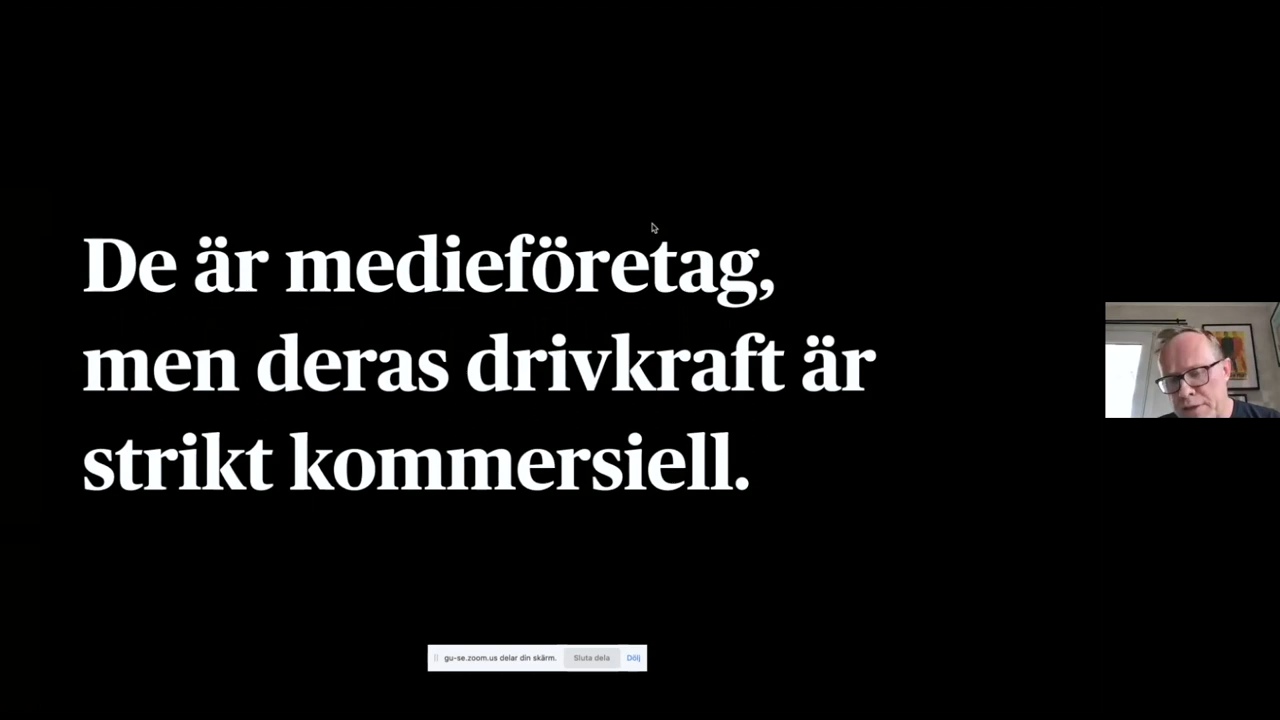 De är medieföretag,
men deras drivkraft är
strikt kommersiell.
gu-se.zoom.us delar din skärm. Sluta dela Dölj